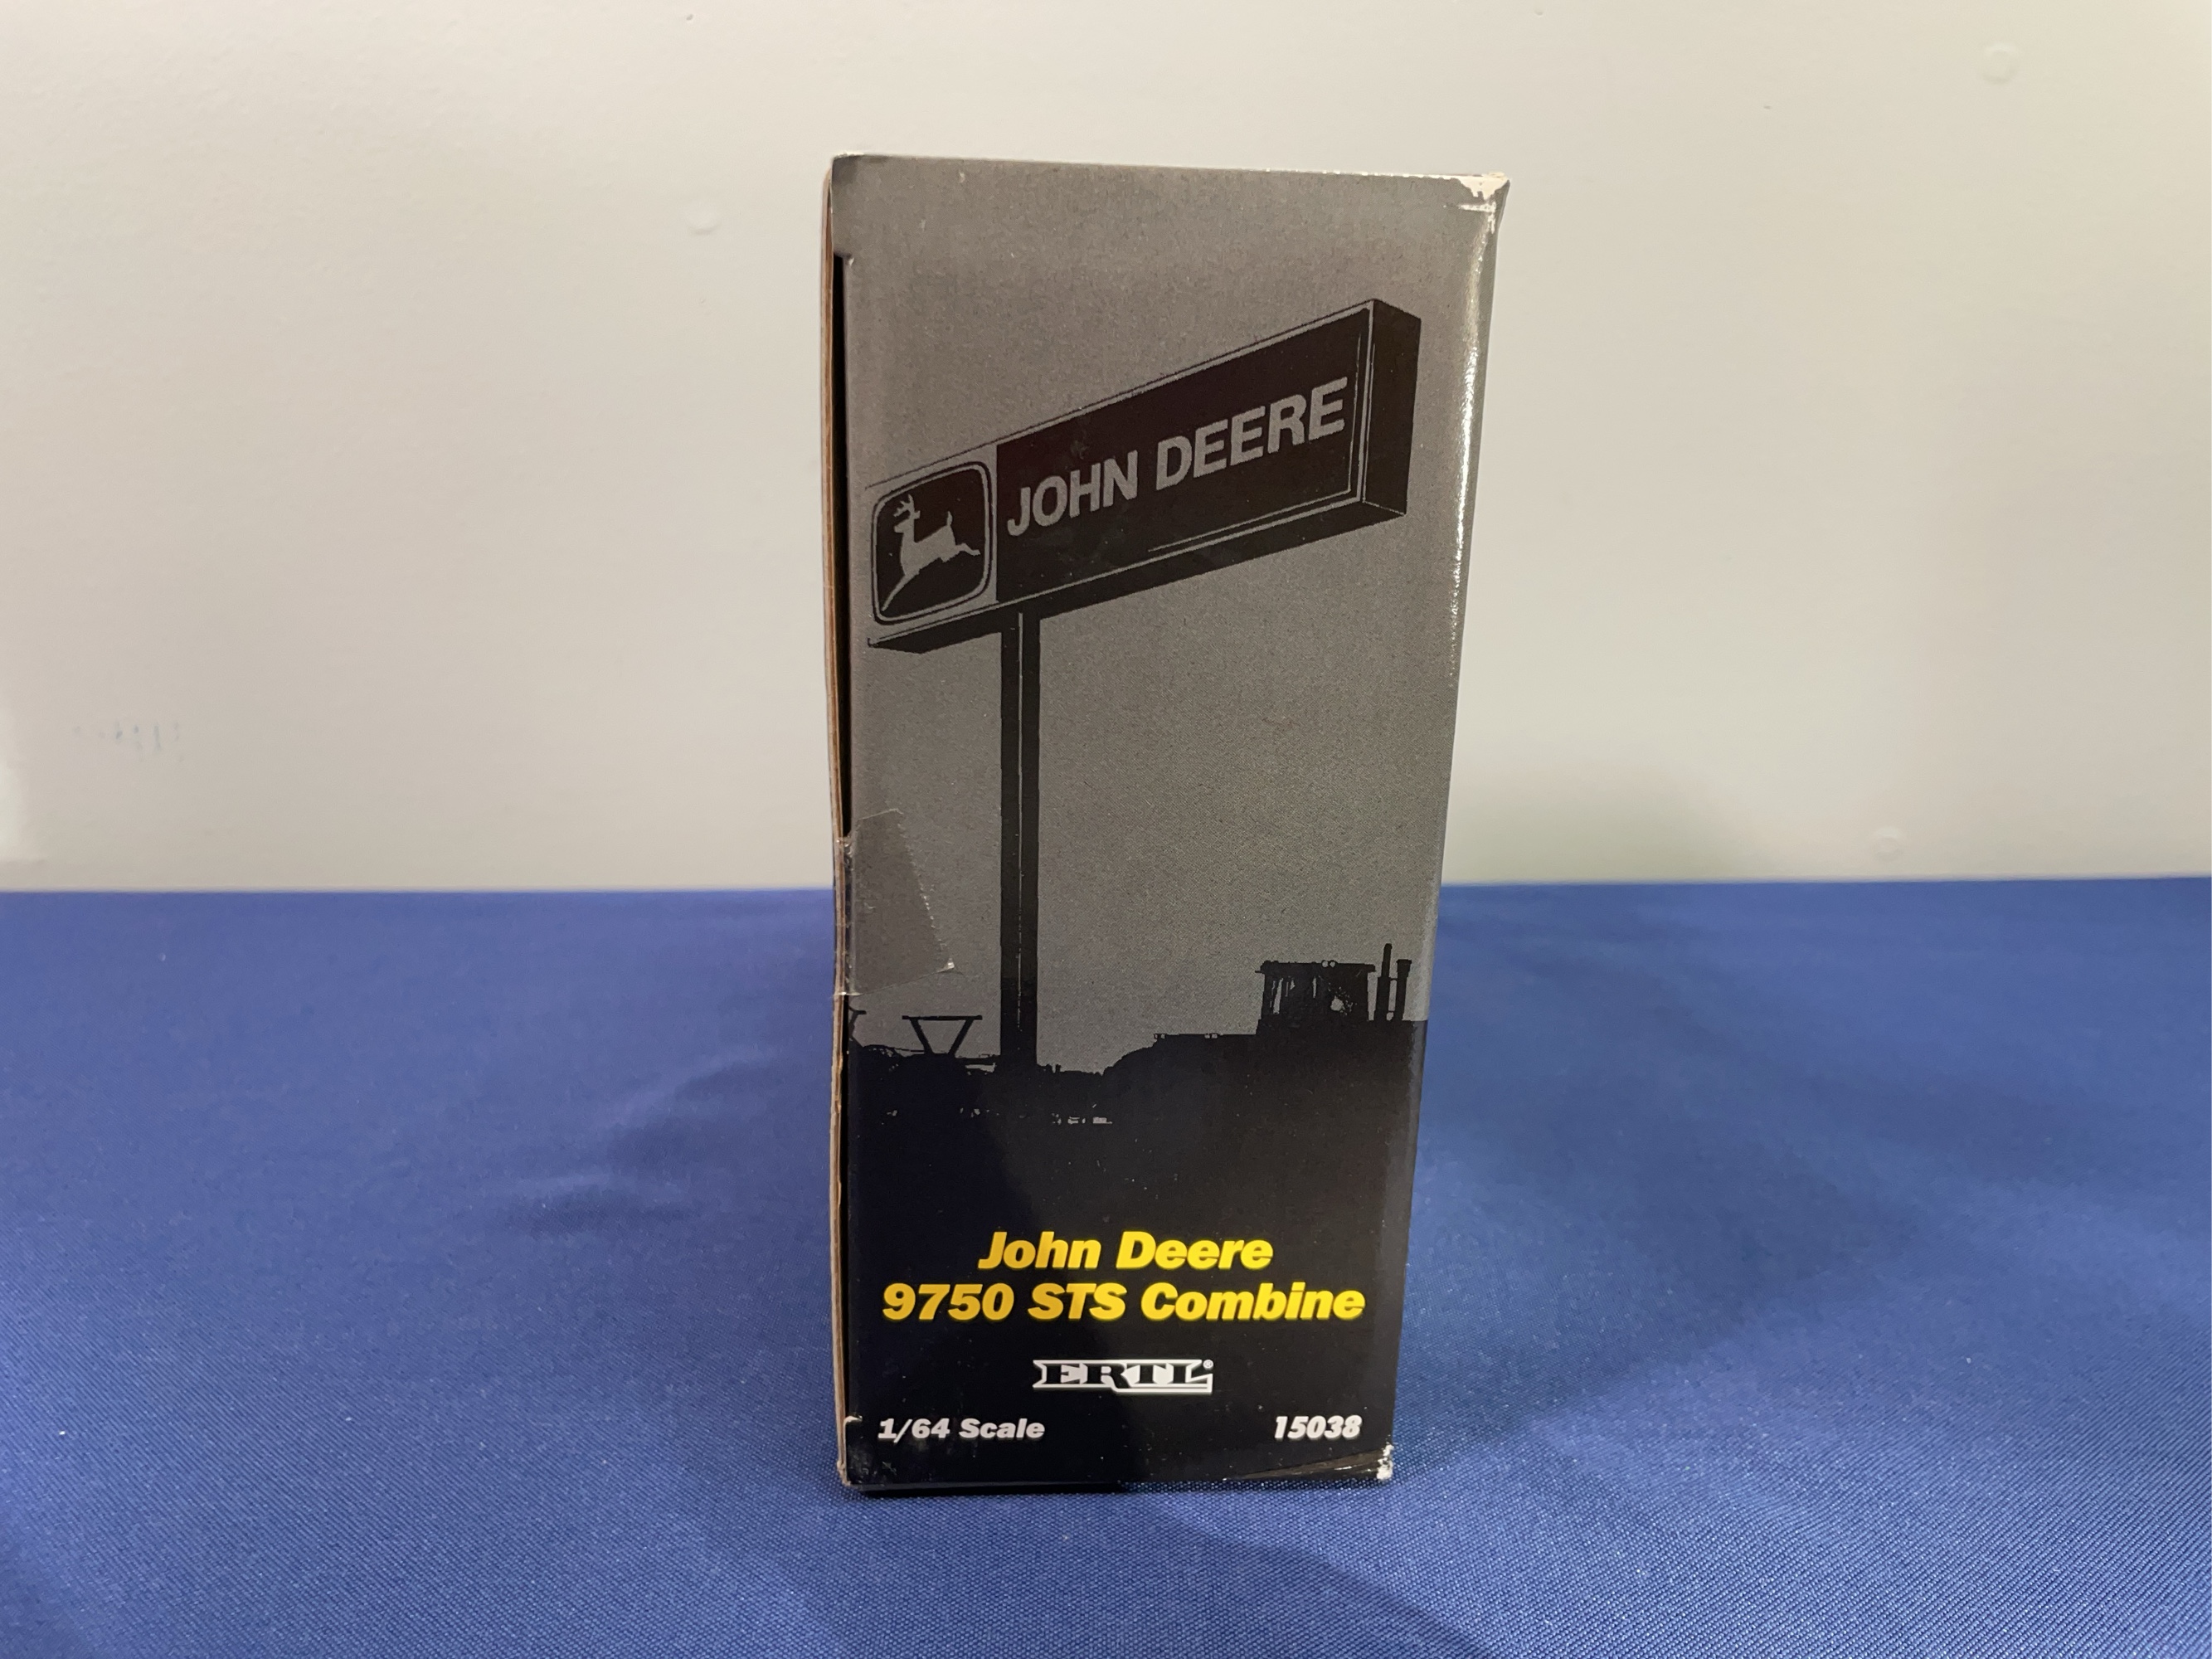 JOHN DEERE
John Deere
9750 STS Combine
ERTL®
1/64 Scale
15038